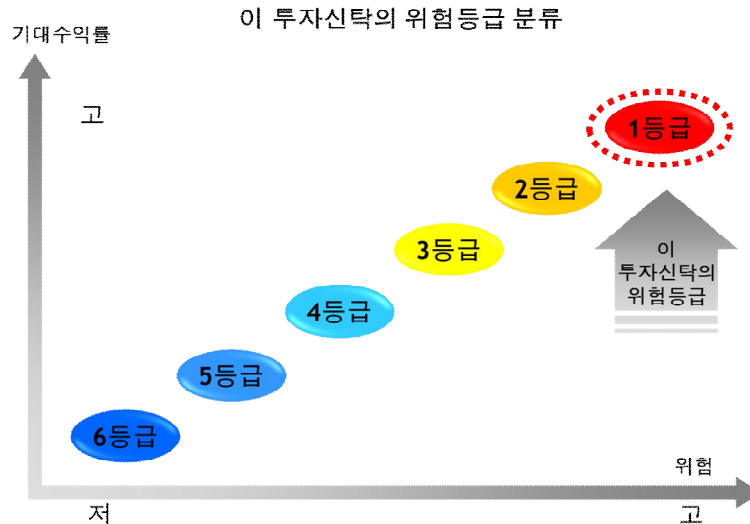 이 투자신탁의 위험등급 분류
기대수익률
고
1등급
2등급
3등급
이
투자신탁의
위험등급
4등급
5등급
6등급
위험
저
고